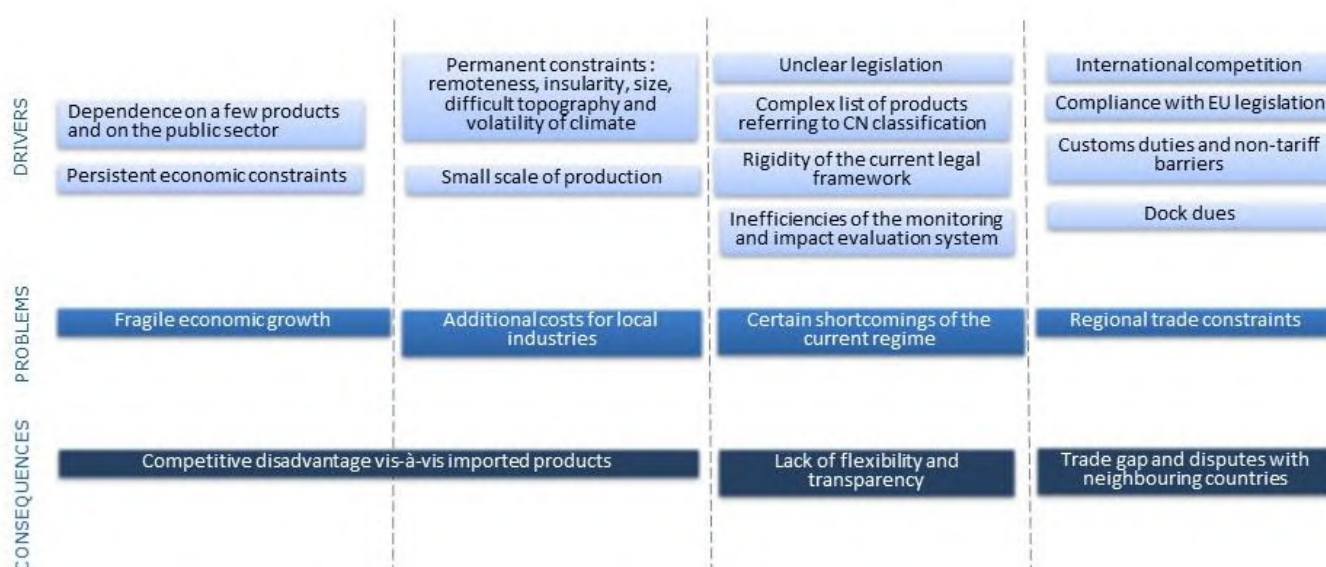 DRIVERS
Dependence on a few products
and on the public sector
Persistent economic constraints
Permanent constraints :
remoteness, insularity, size,
difficult topography and
volatility of climate
Small scale of production
Unclear legislation
Complex list of products
referring to CN classification
Rigidity of the current legal
framework
Inefficiencies of the monitoring
and impact evaluation system
International competition
Compliance with EU legislation
Customs duties and non-tariff
barriers
Dock dues
PROBLEMS
Fragile economic growth
Additional costs for local
industries
Certain shortcomings of the
current regime
Regional trade constraints
CONSEQUENCES
Competitive disadvantage vis-à-vis imported products
Lack of flexibility and
transparency
Trade gap and disputes with
neighbouring countries